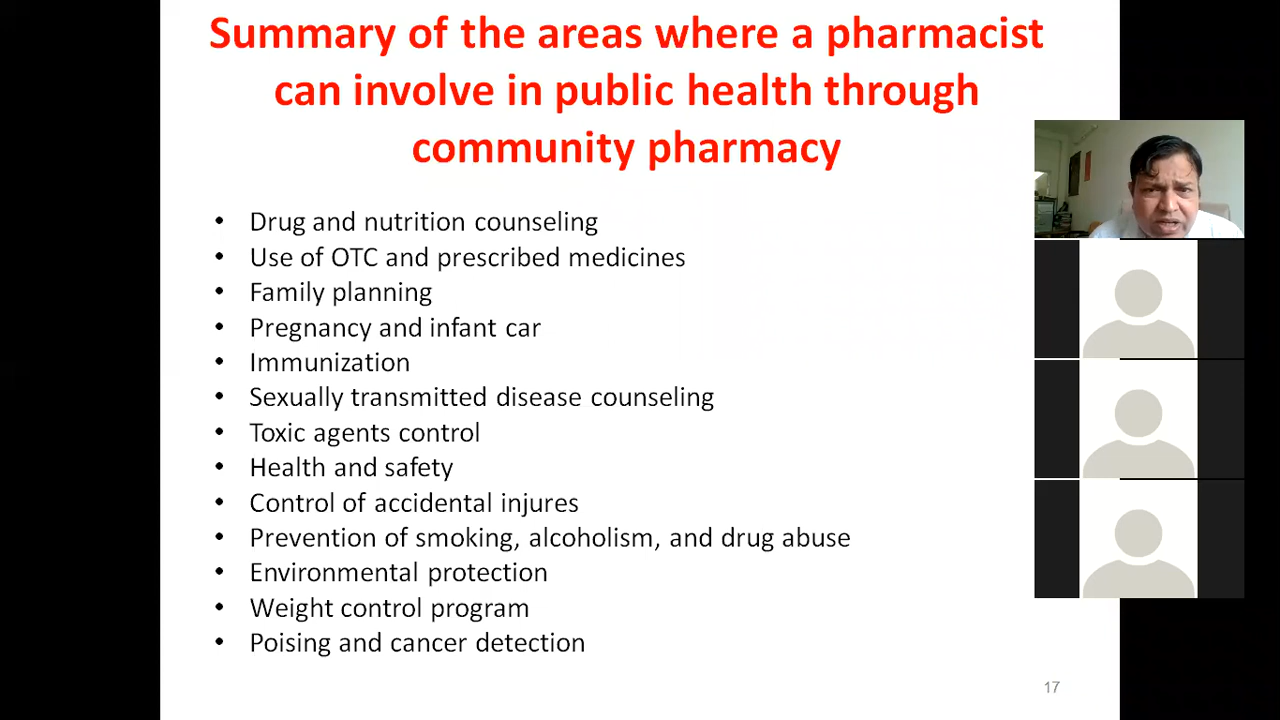 Summary of the areas where a pharmacist
can involve in public health through
community pharmacy
• Drug and nutrition counseling
• Use of OTC and prescribed medicines
• Family planning
• Pregnancy and infant car
• Immunization
• Sexually transmitted disease counseling
• Toxic agents control
• Health and safety
• Control of accidental injures
• Prevention of smoking, alcoholism, and drug abuse
• Environmental protection
• Weight control program
• Poising and cancer detection
17